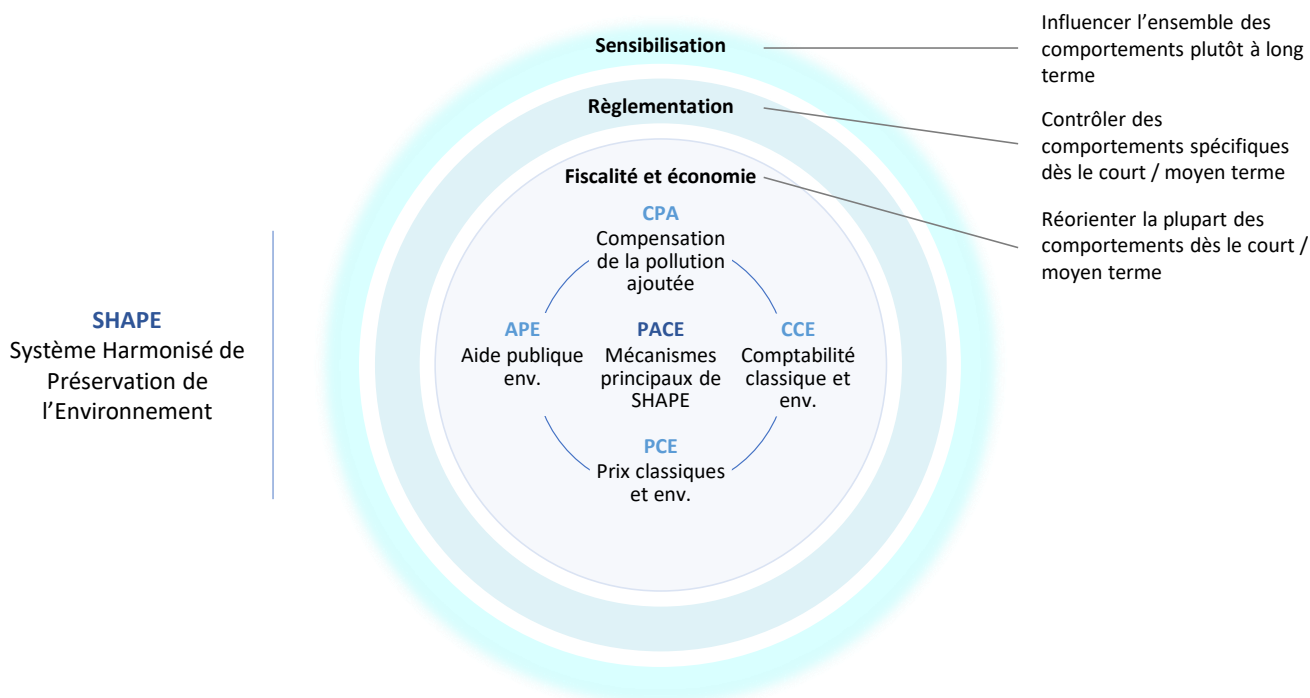 SHAPE
Système Harmonisé de
Préservation de
l’Environnement
Sensibilisation
Règlementation
Fiscalité et économie
CPA
Compensation
de la pollution
ajoutée
APE
Aide publique
env.
PACE
Mécanismes
principaux de
SHAPE
CCE
Comptabilité
classique et
env.
PCE
Prix classiques
et env.
Influencer l’ensemble des
comportements plutôt à long
terme
Contrôler des
comportements spécifiques
dès le court / moyen terme
Réorienter la plupart des
comportements dès le court /
moyen terme